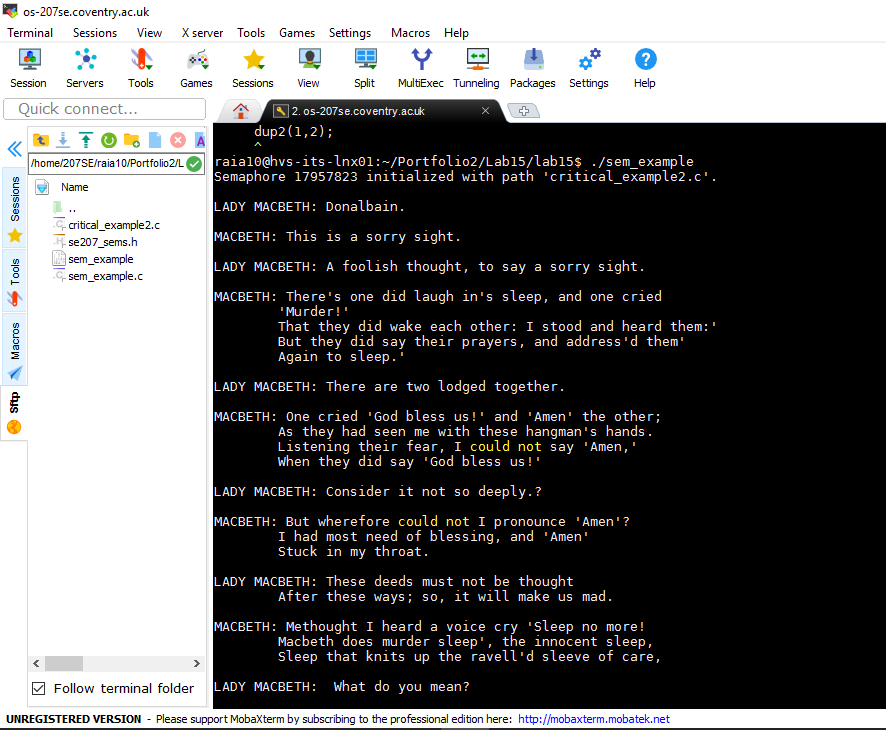 os-207se.coventry.ac.uk
Terminal Sessions View X server Tools Games Settings Macros Help
Session Servers Tools Games Sessions View Split MultiExec Tunneling Packages Settings Help
Quick connect...
2. os-207se.coventry.ac.uk
/home/207SE/raia10/Portfolio2/L
Name
..
critical_example2.c
se207_sems.h
sem_example
sem_example.c
Sessions
Tools
Macros
Sftp
Follow terminal folder
dup2(1,2);
^
raia10@hvs-its-lnx01:~/Portfolio2/Lab15/lab15$ ./sem_example
Semaphore 17957823 initialized with path 'critical_example2.c'.
LADY MACBETH: Donalbain.
MACBETH: This is a sorry sight.
LADY MACBETH: A foolish thought, to say a sorry sight.
MACBETH: There's one did laugh in's sleep, and one cried
'Murder!'
That they did wake each other: I stood and heard them:'
But they did say their prayers, and address'd them'
Again to sleep.'
LADY MACBETH: There are two lodged together.
MACBETH: One cried 'God bless us!' and 'Amen' the other;
As they had seen me with these hangman's hands.
Listening their fear, I could not say 'Amen,'
When they did say 'God bless us!'
LADY MACBETH: Consider it not so deeply.?
MACBETH: But wherefore could not I pronounce 'Amen'?
I had most need of blessing, and 'Amen'
Stuck in my throat.
LADY MACBETH: These deeds must not be thought
After these ways; so, it will make us mad.
MACBETH: Methought I heard a voice cry 'Sleep no more!
Macbeth does murder sleep', the innocent sleep,
Sleep that knits up the ravell'd sleeve of care,
LADY MACBETH:  What do you mean?
UNREGISTERED VERSION - Please support MobaXterm by subscribing to the professional edition here: http://mobaxterm.mobatek.net